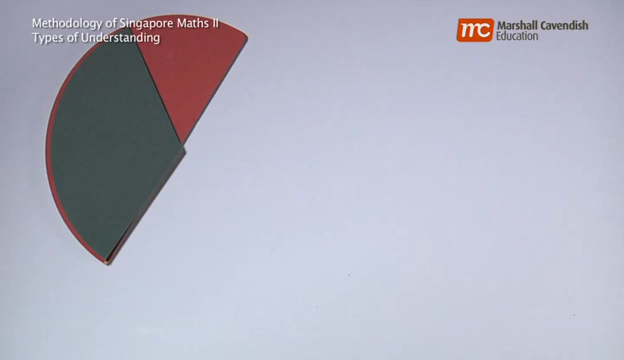 Methodology of Singapore Maths II
Types of Understanding
mc Marshall Cavendish
Education